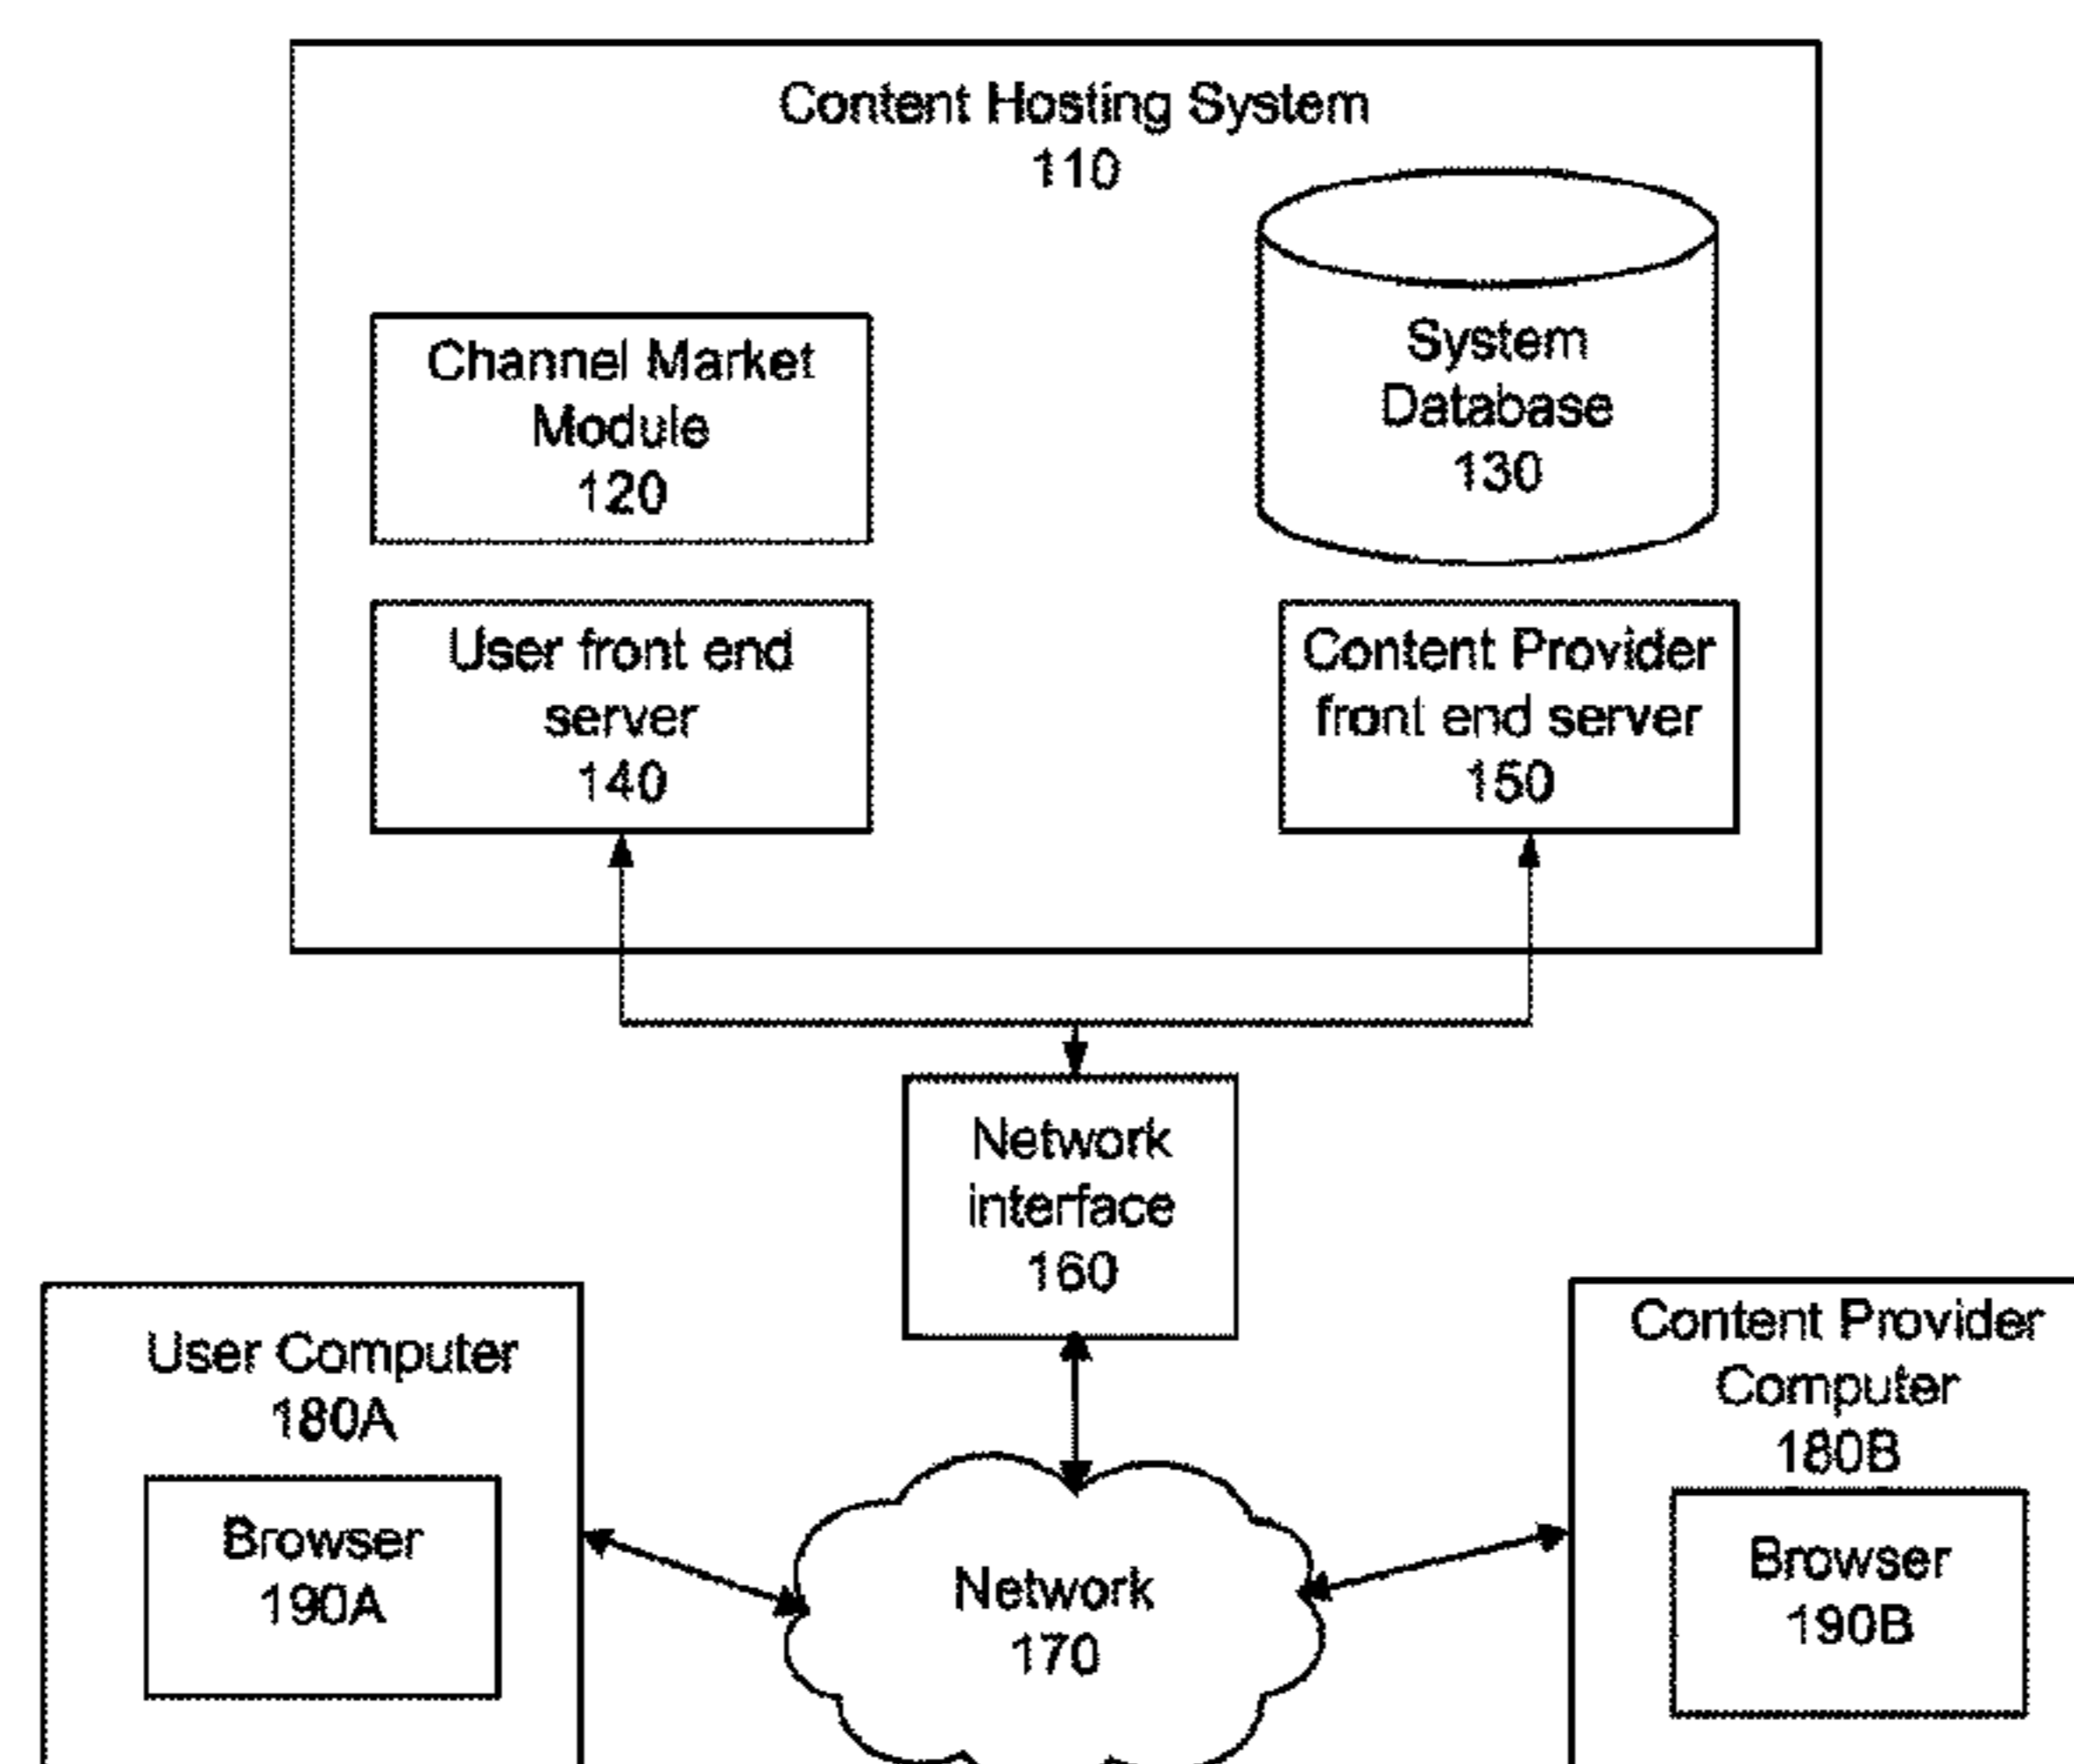 Content Hosting System
110
Channel Market
Module
120
System
Database
130
User front end
server
140
Content Provider
front end server
150
Network
interface
160
User Computer
180A
Browser
190A
Network
170
Content Provider
Computer
180B
Browser
190B